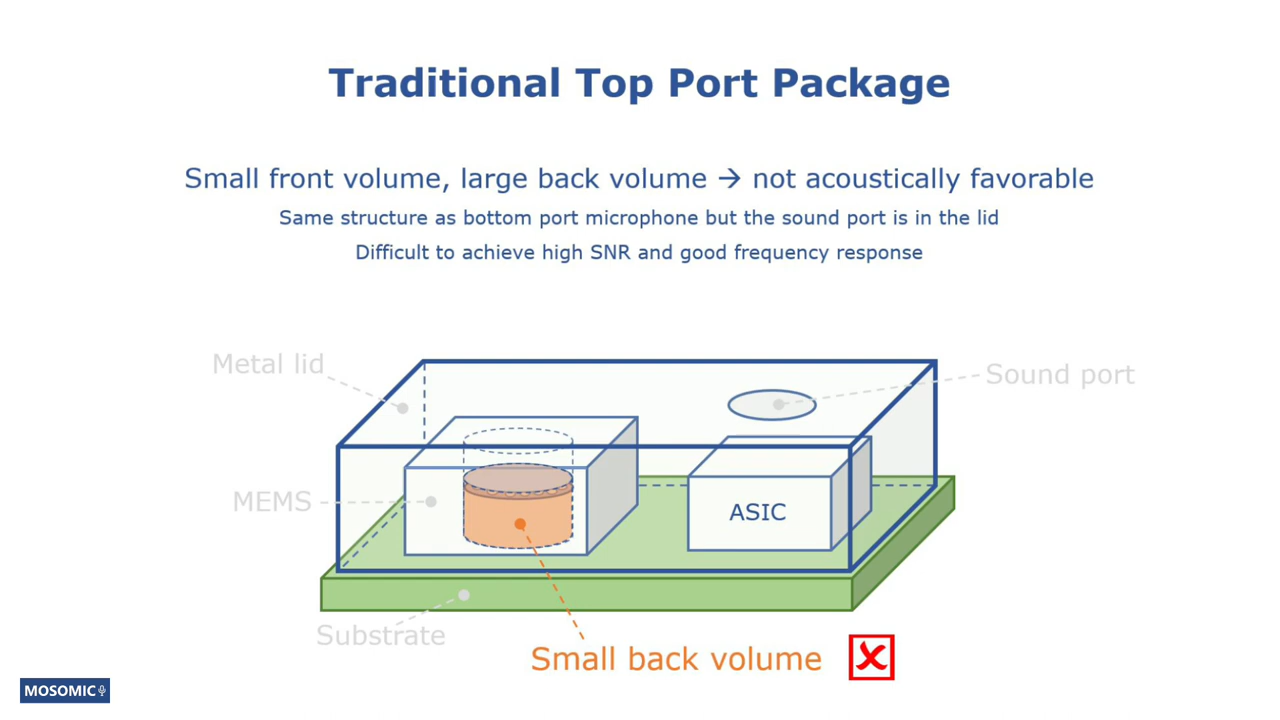 Traditional Top Port Package
Small front volume, large back volume → not acoustically favorable
Same structure as bottom port microphone but the sound port is in the lid
Difficult to achieve high SNR and good frequency response
Metal lid
Sound port
MEMS
ASIC
Substrate
Small back volume
MOSOMIC